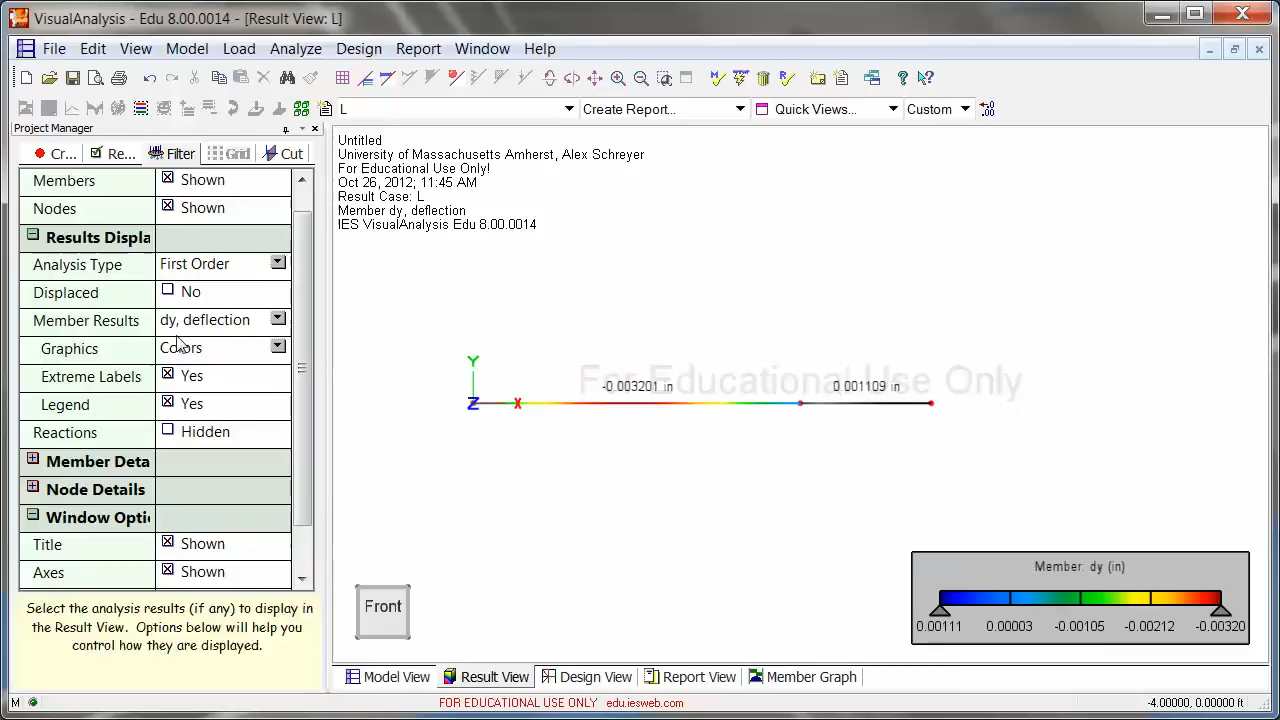 VisualAnalysis - Edu 8.00.0014 - [Result View: L]
File Edit View Model Load Analyze Design Report Window Help
L Create Report... Quick Views... Custom
Project Manager
Cr... Re... Filter Grid Cut
Members Shown
Nodes Shown
Results Displa
Analysis Type First Order
Displaced No
Member Results dy, deflection
Graphics Colors
Extreme Labels Yes
Legend Yes
Reactions Hidden
Member Deta
Node Details
Window Opti
Title Shown
Axes Shown
Select the analysis results (if any) to display in
the Result View. Options below will help you
control how they are displayed.
Untitled
University of Massachusetts Amherst, Alex Schreyer
For Educational Use Only!
Oct 26, 2012; 11:45 AM
Result Case: L
Member dy, deflection
IES VisualAnalysis Edu 8.00.0014
Y
Z
X
-0.003201 in
0.001109 in
For Educational Use Only
Front
Member: dy (in)
0.00111 0.00003 -0.00105 -0.00212 -0.00320
Model View Result View Design View Report View Member Graph
M FOR EDUCATIONAL USE ONLY edu.iesweb.com -4.00000, 0.00000 ft